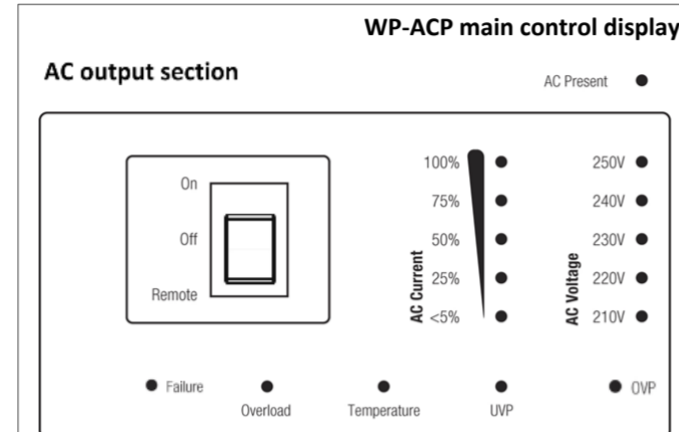 WP-ACP main control display
AC output section
AC Present
On
Off
Remote
AC Current
100%
75%
50%
25%
<5%
AC Voltage
250V
240V
230V
220V
210V
Failure
Overload
Temperature
UVP
OVP